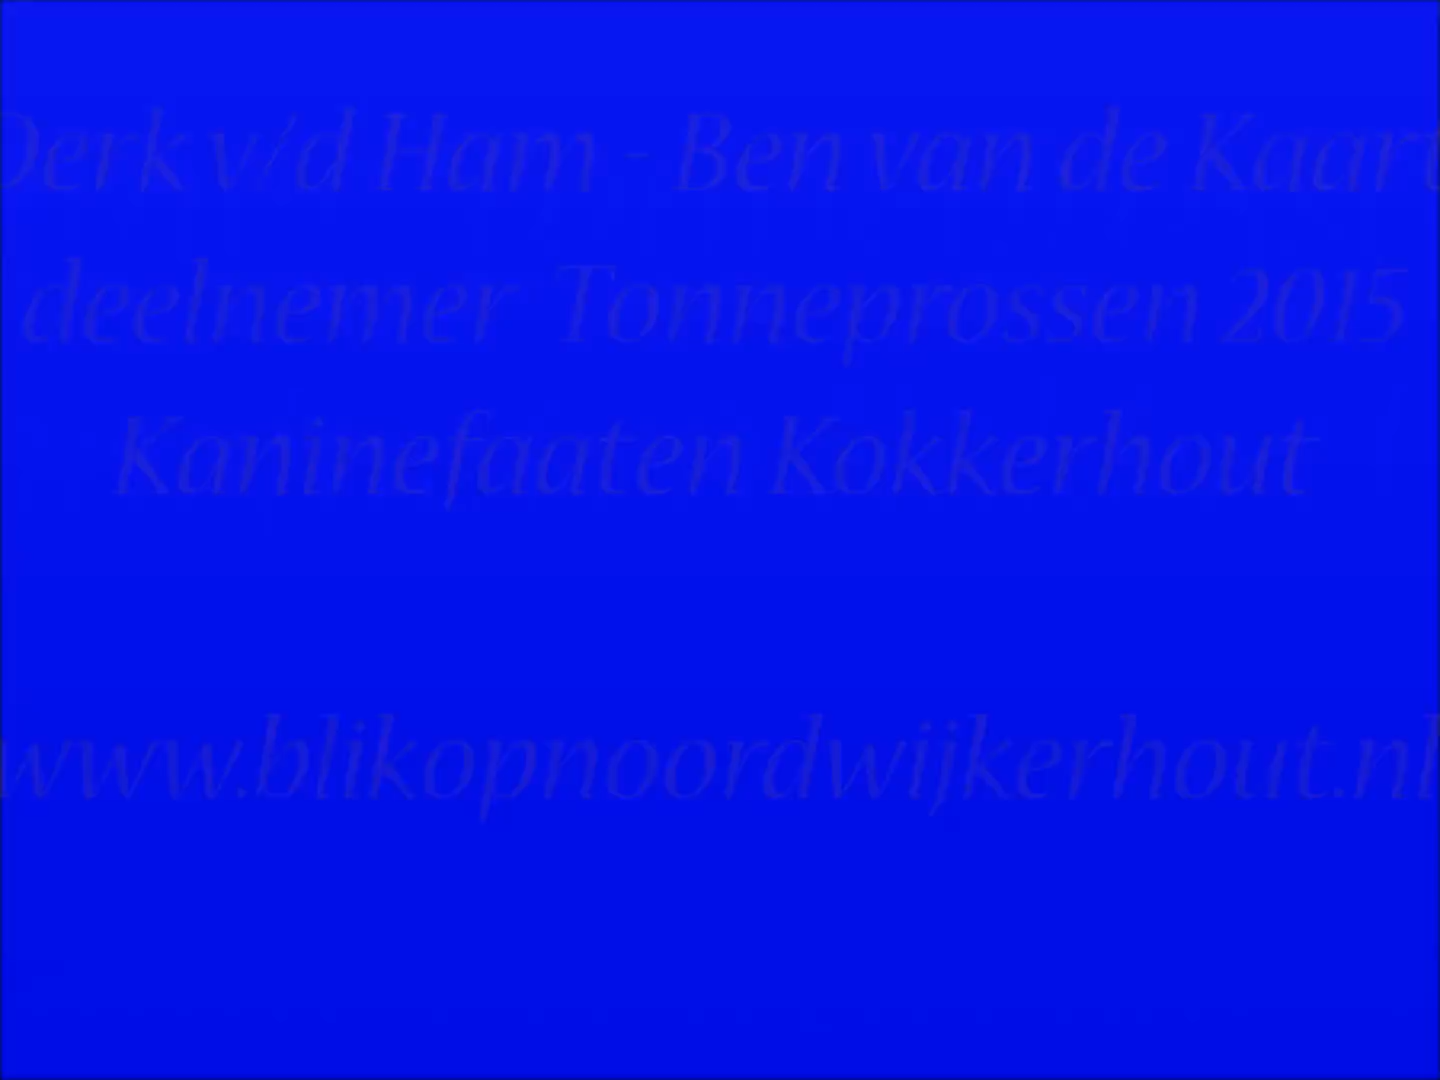 Derk v/d Ham - Ben van de Kaart
deelnemer Tonneprossen 2015
Kaninefaaten Kokkerhout
www.blikopnoordwijkerhout.nl